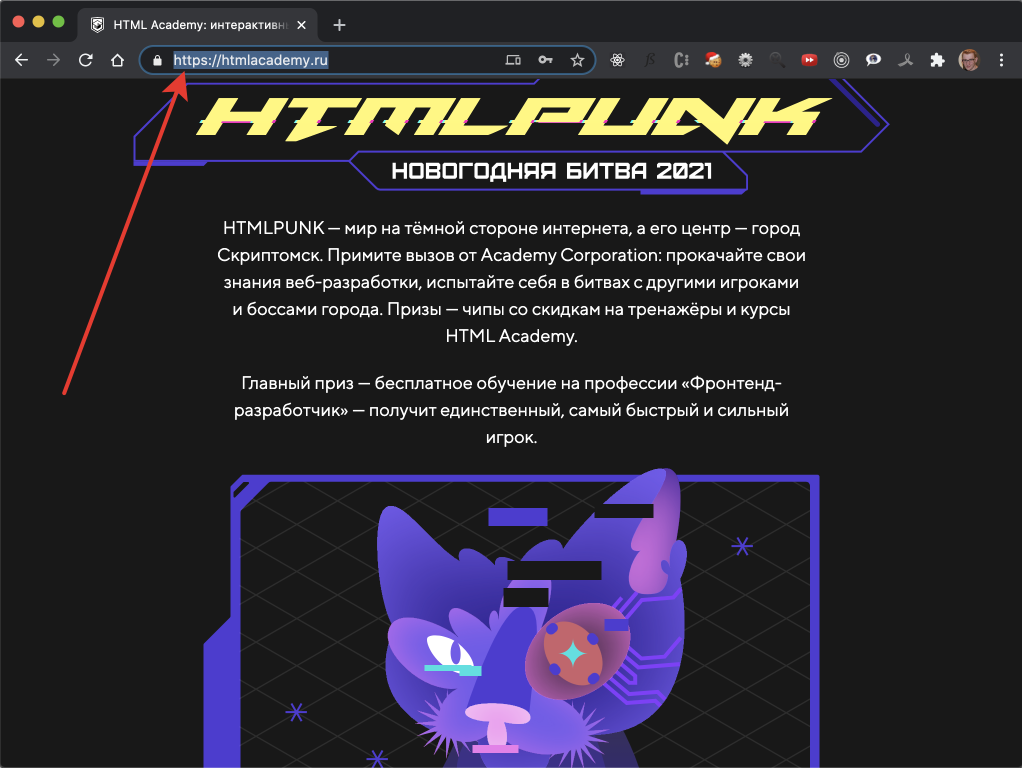 HTML Academy: интерактивн
https://htmlacademy.ru
HTMLPUNK
НОВОГОДНЯЯ БИТВА 2021
HTMLPUNK — мир на тёмной стороне интернета, а его центр — город
Скриптомск. Примите вызов от Academy Corporation: прокачайте свои
знания веб-разработки, испытайте себя в битвах с другими игроками
и боссами города. Призы — чипы со скидкам на тренажёры и курсы
HTML Academy.
Главный приз — бесплатное обучение на профессии «Фронтенд-
разработчик» — получит единственный, самый быстрый и сильный
игрок.